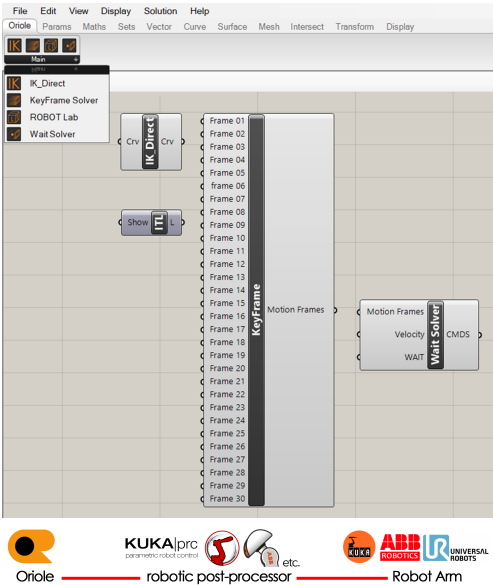 File Edit View Display Solution Help
Oriole Params Maths Sets Vector Curve Surface Mesh Intersect Transform Display
Main
IK_Direct
KeyFrame Solver
ROBOT Lab
Wait Solver
Crv IK_Direct Crv
Show ITL L
Frame 01
Frame 02
Frame 03
Frame 04
Frame 05
frame 06
Frame 07
Frame 08
Frame 09
Frame 10
Frame 11
Frame 12
Frame 13
Frame 14
Frame 15
Frame 16
Frame 17
Frame 18
Frame 19
Frame 20
Frame 21
Frame 22
Frame 23
Frame 24
Frame 25
Frame 26
Frame 27
Frame 28
Frame 29
Frame 30
KeyFrame
Motion Frames
Motion Frames
Velocity
WAIT
Wait Solver
CMDS
KUKA|prc
parametric robot control
ABB
etc.
KUKA
ABB
ROBOTICS
UR
UNIVERSAL
ROBOTS
Oriole robotic post-processor Robot Arm